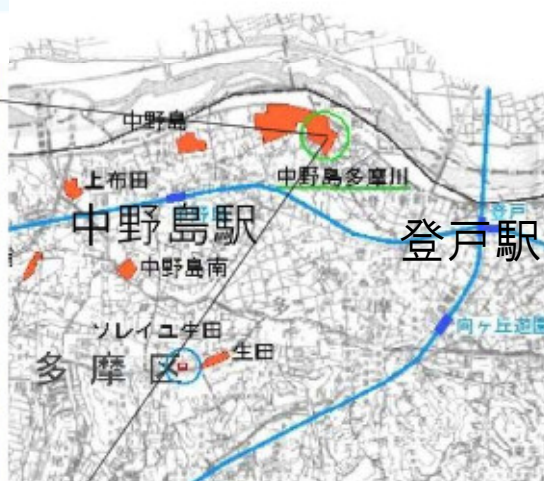 中野島
上布田
中野島多摩川
中野島駅
登戸
登戸駅
中野島南
ソレイユ生田
向ヶ丘遊園
生田
多摩区